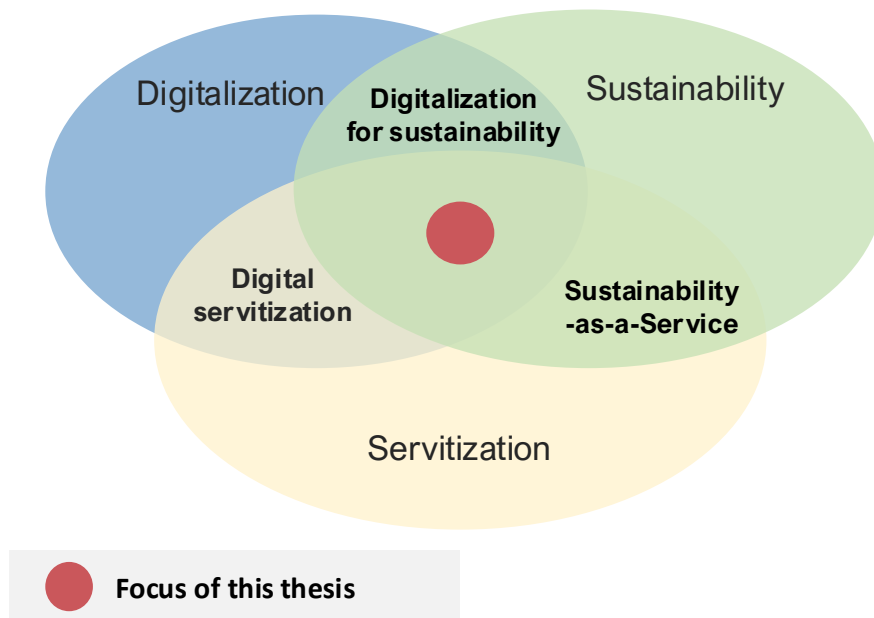 Digitalization
Sustainability
Digitalization
for sustainability
Digital
servitization
Sustainability
-as-a-Service
Servitization
Focus of this thesis